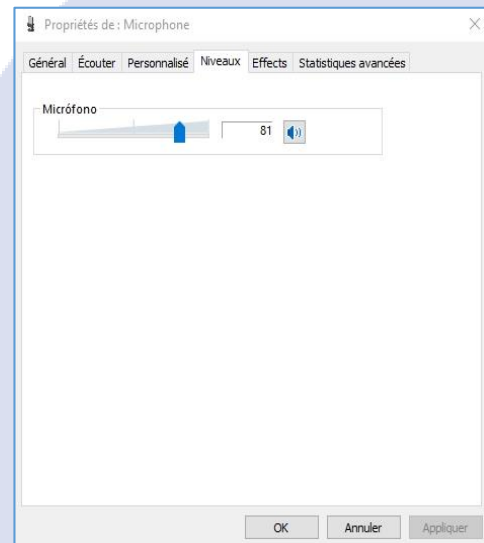 Propriétés de : Microphone
Général Écouter Personnalisé Niveaux Effects Statistiques avancées
Micrófono
81
OK Annuler Appliquer